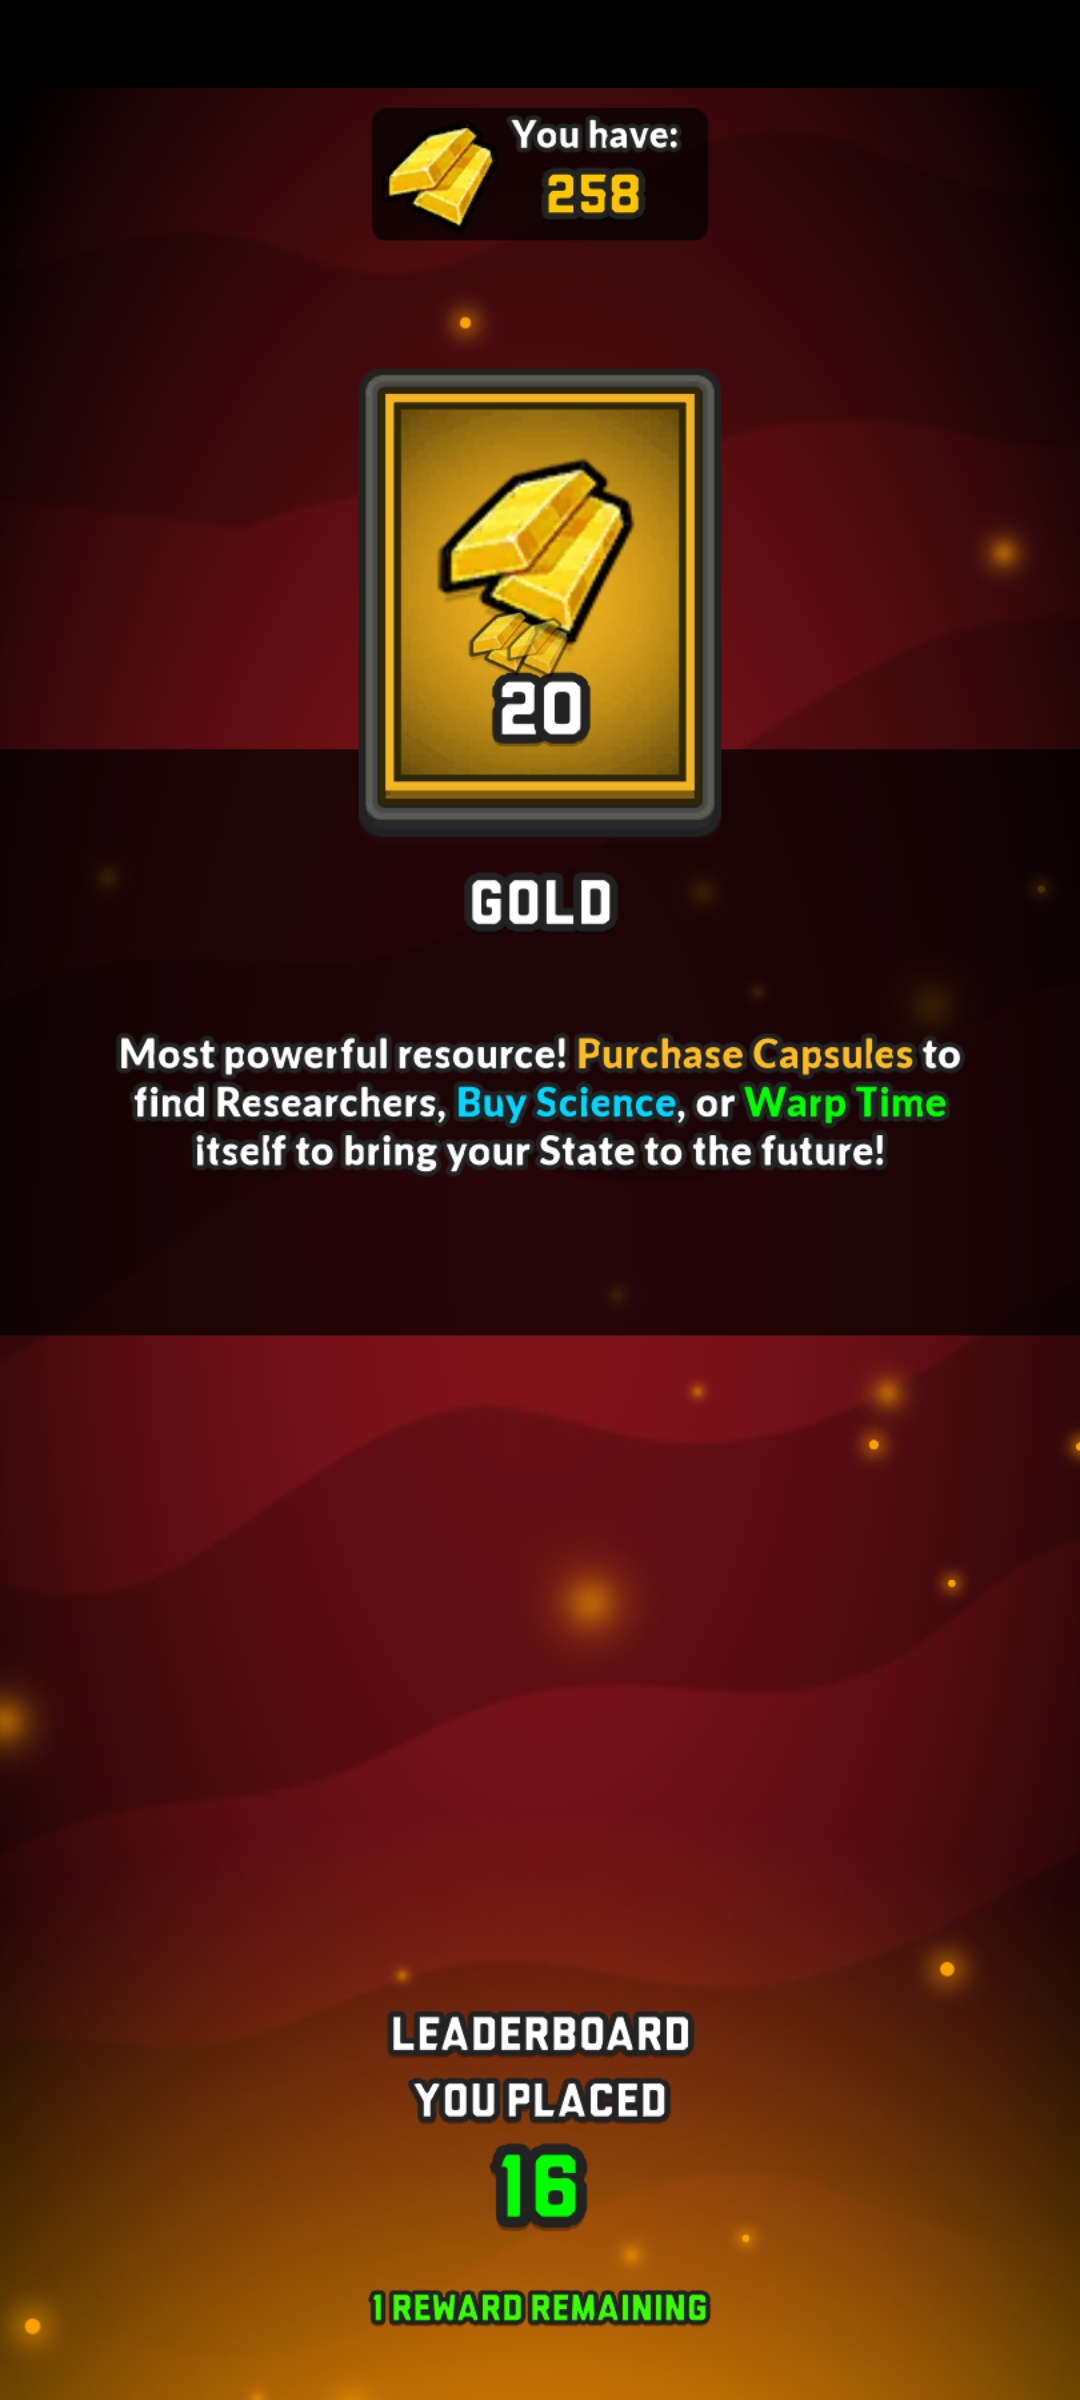 You have:
258
20
GOLD
Most powerful resource! Purchase Capsules to
find Researchers, Buy Science, or Warp Time
itself to bring your State to the future!
LEADERBOARD
YOU PLACED
16
1 REWARD REMAINING